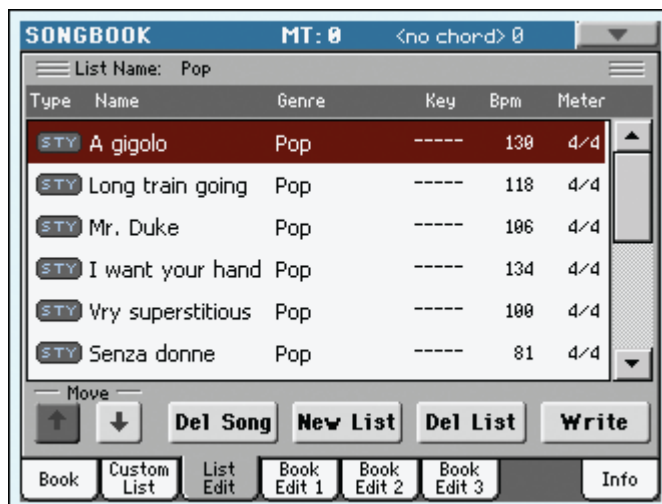 SONGBOOK MT: 0 <no chord> 0
List Name: Pop
Type Name Genre Key Bpm Meter
STY A gigolo Pop ----- 130 4/4
STY Long train going Pop ----- 118 4/4
STY Mr. Duke Pop ----- 106 4/4
STY I want your hand Pop ----- 134 4/4
STY Vry superstitious Pop ----- 100 4/4
STY Senza donne Pop ----- 81 4/4
Move
Del Song New List Del List Write
Book Custom List List Edit Book Edit 1 Book Edit 2 Book Edit 3 Info